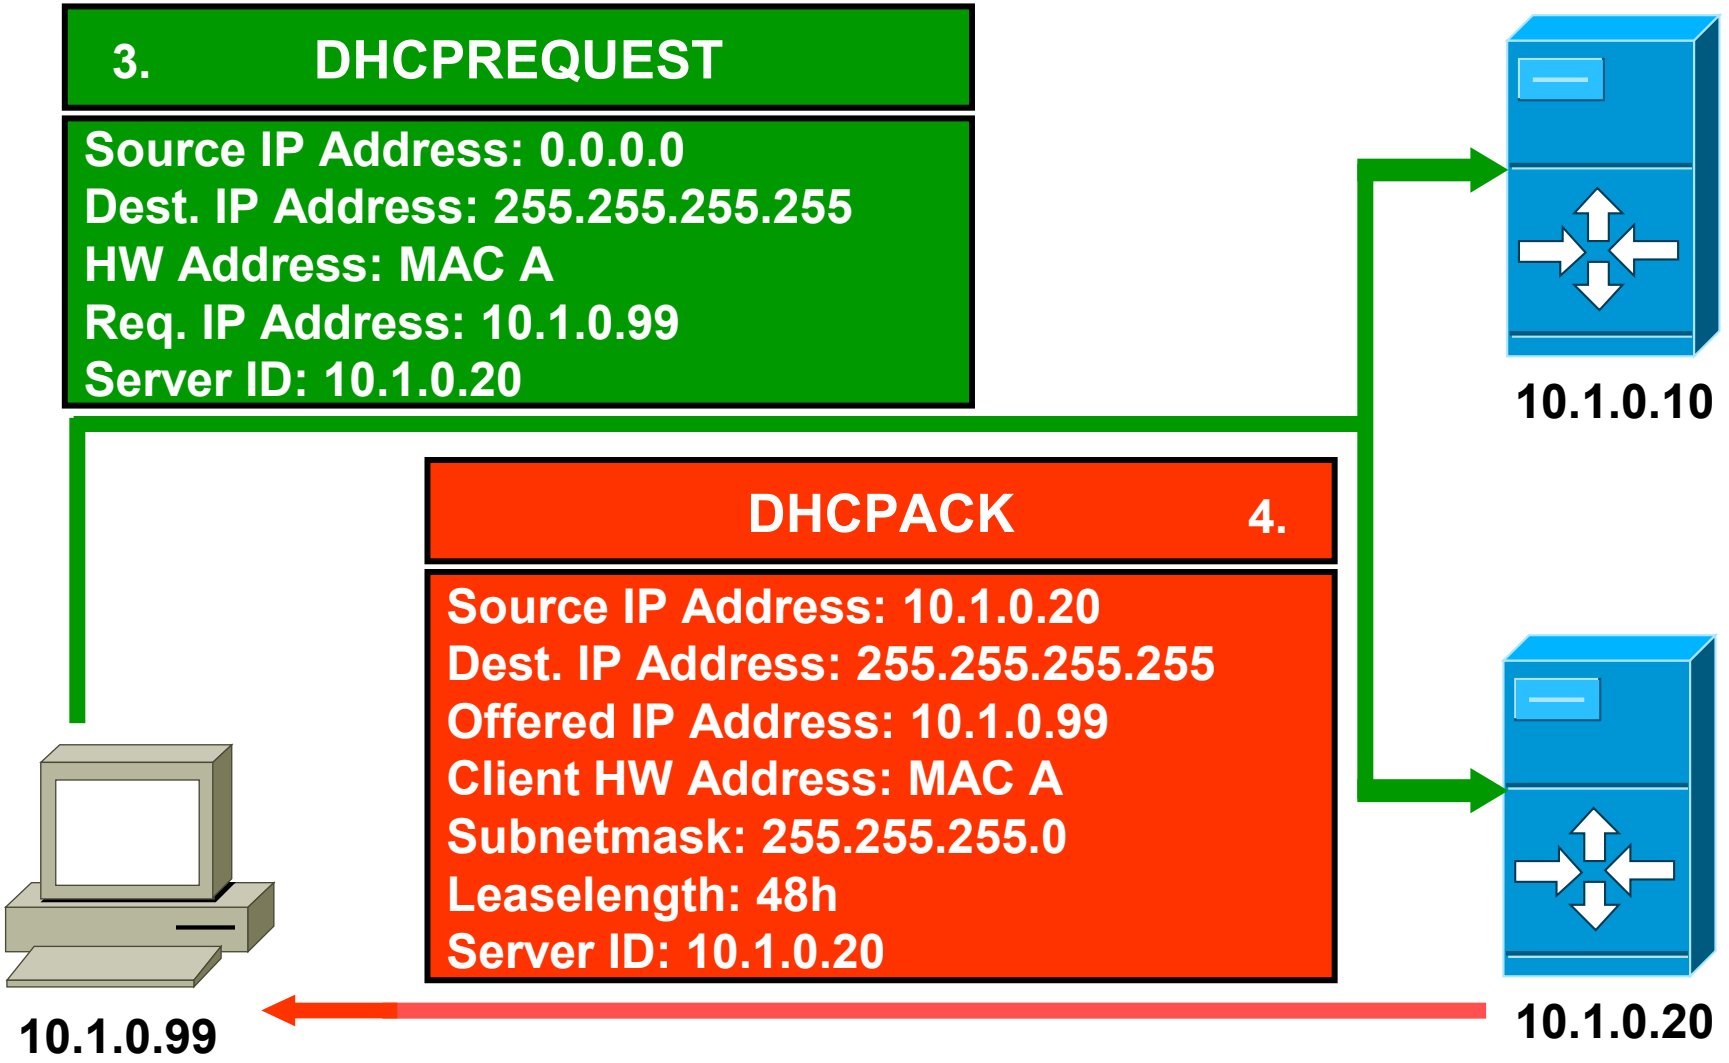 3. DHCPREQUEST
Source IP Address: 0.0.0.0
Dest. IP Address: 255.255.255.255
HW Address: MAC A
Req. IP Address: 10.1.0.99
Server ID: 10.1.0.20
10.1.0.10
DHCPACK 4.
Source IP Address: 10.1.0.20
Dest. IP Address: 255.255.255.255
Offered IP Address: 10.1.0.99
Client HW Address: MAC A
Subnetmask: 255.255.255.0
Leaselength: 48h
Server ID: 10.1.0.20
10.1.0.99
10.1.0.20